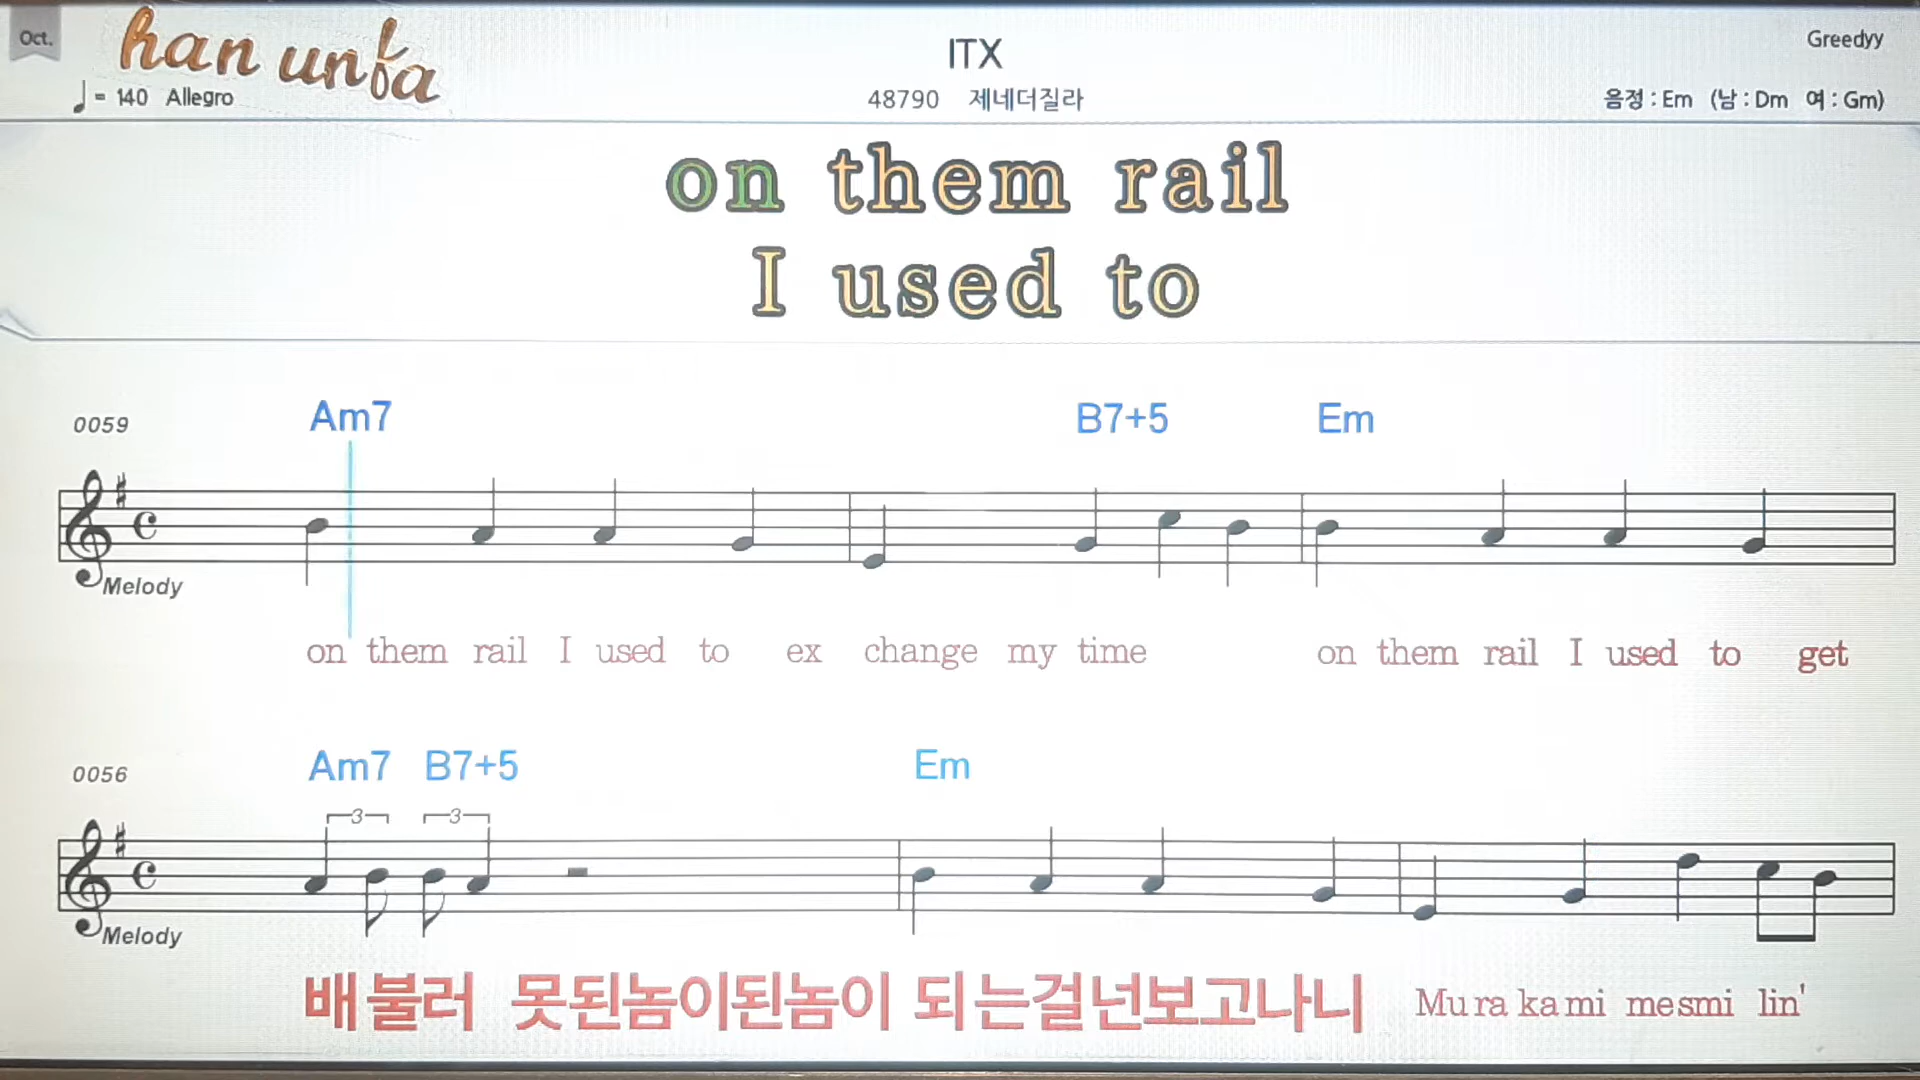 Oct.
han unfa
= 140 Allegro
ITX
48790 제네더질라
Greedyy
음정 : Em (남 : Dm 여 : Gm)
on them rail
I used to
0059
Am7 B7+5 Em
Melody
on them rail I used to ex change my time on them rail I used to get
0056
Am7 B7+5 Em
3 3
Melody
배불러 못된놈이된놈이 되는걸넌보고나니 Mu ra ka mi mesmi lin'